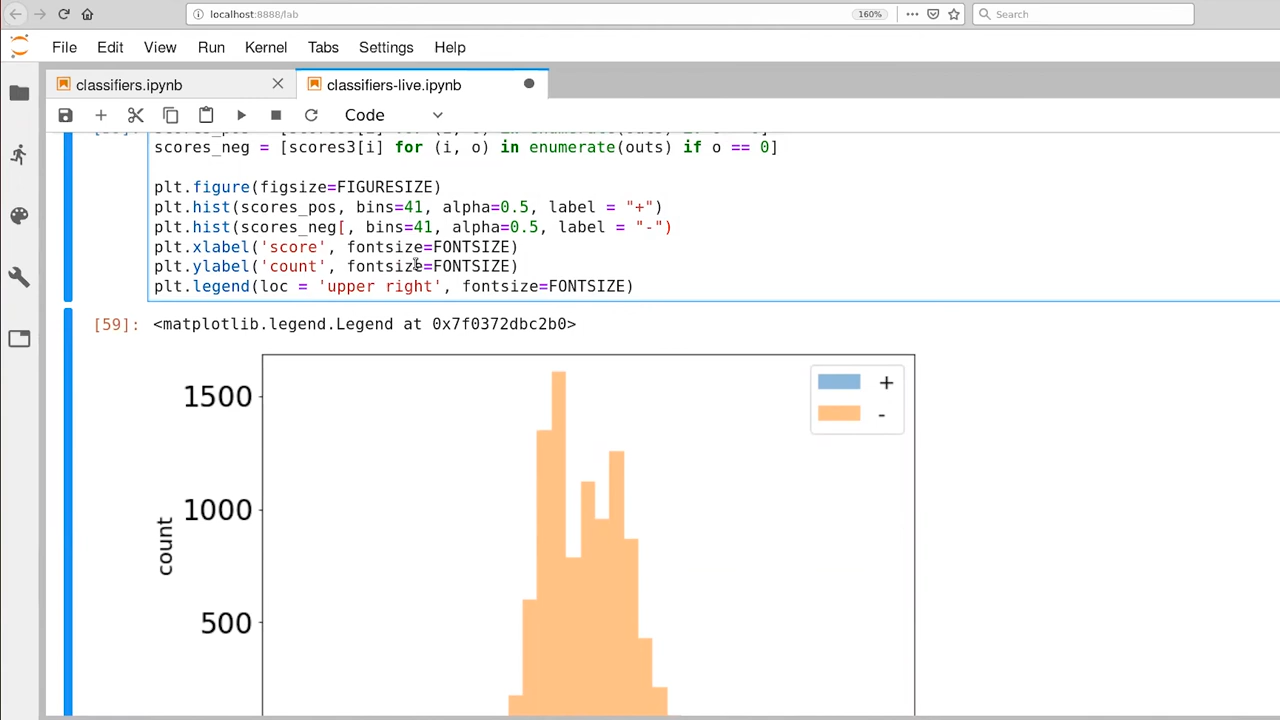 localhost:8888/lab
160%
Search
File Edit View Run Kernel Tabs Settings Help
classifiers.ipynb
classifiers-live.ipynb
Code
scores_neg = [scores3[i] for (i, o) in enumerate(outs) if o == 0]
plt.figure(figsize=FIGURESIZE)
plt.hist(scores_pos, bins=41, alpha=0.5, label = "+")
plt.hist(scores_neg[, bins=41, alpha=0.5, label = "-")
plt.xlabel('score', fontsize=FONTSIZE)
plt.ylabel('count', fontsize=FONTSIZE)
plt.legend(loc = 'upper right', fontsize=FONTSIZE)
[59]: <matplotlib.legend.Legend at 0x7f0372dbc2b0>
+
-
1500
1000
500
count